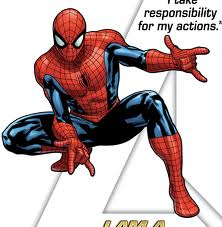 I take
responsibility
for my actions."
I AM A